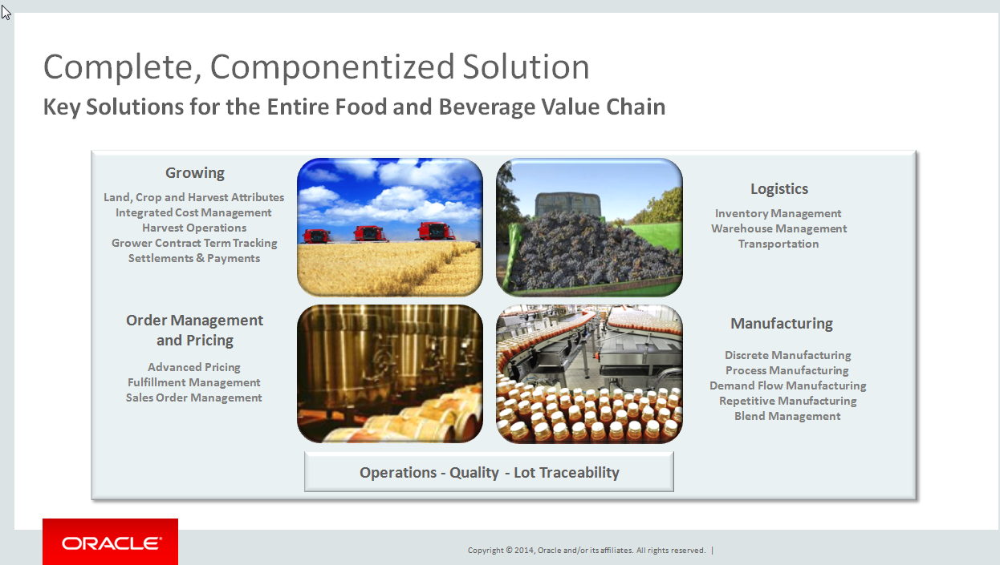 Complete, Componentized Solution
Key Solutions for the Entire Food and Beverage Value Chain
Growing
Land, Crop and Harvest Attributes
Integrated Cost Management
Harvest Operations
Grower Contract Term Tracking
Settlements & Payments
Logistics
Inventory Management
Warehouse Management
Transportation
Order Management
and Pricing
Advanced Pricing
Fulfillment Management
Sales Order Management
Manufacturing
Discrete Manufacturing
Process Manufacturing
Demand Flow Manufacturing
Repetitive Manufacturing
Blend Management
Operations - Quality - Lot Traceability
ORACLE®
Copyright © 2014, Oracle and/or its affiliates. All rights reserved. |